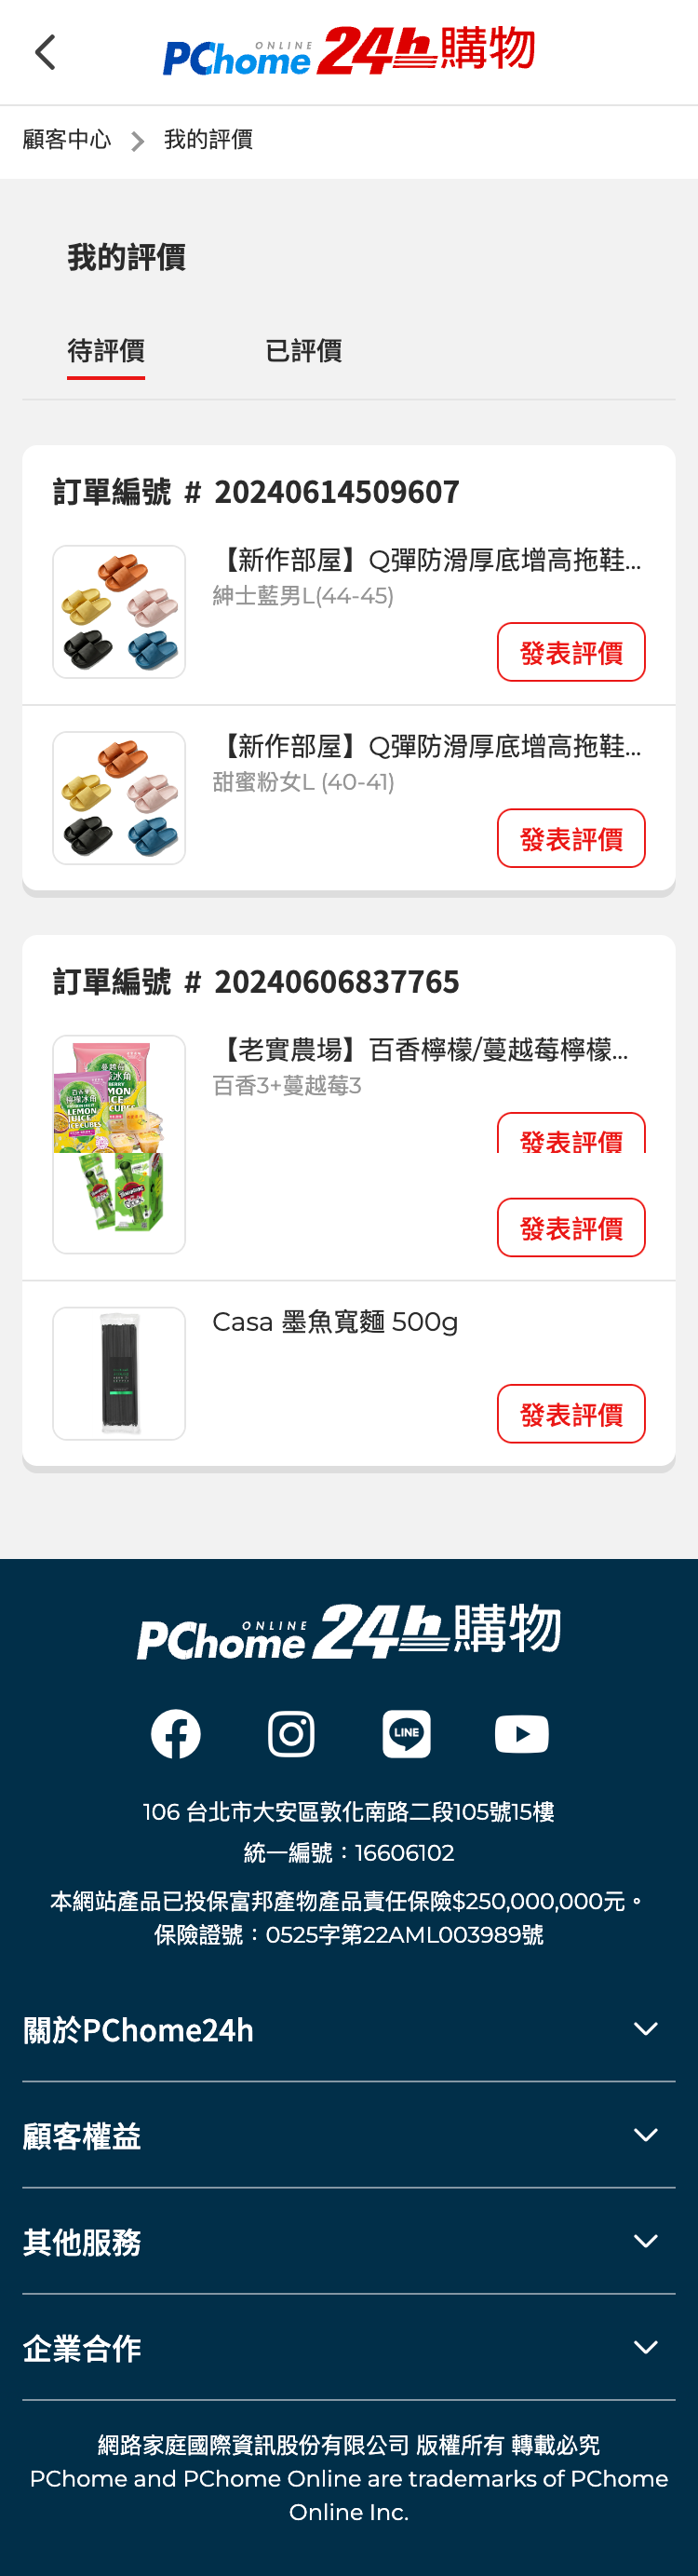 PChome ONLINE 24h購物
顧客中心 > 我的評價
我的評價
待評價 已評價
訂單編號 # 20240614509607
【新作部屋】Q彈防滑厚底增高拖鞋...
紳士藍男L(44-45)
發表評價
【新作部屋】Q彈防滑厚底增高拖鞋...
甜蜜粉女L (40-41)
發表評價
訂單編號 # 20240606837765
【老實農場】百香檸檬/蔓越莓檸檬...
百香3+蔓越莓3
LEMON
發表評價
發表評價
Casa 墨魚寬麵 500g
發表評價
PChome ONLINE 24h購物
LINE
106 台北市大安區敦化南路二段105號15樓
統一編號：16606102
本網站產品已投保富邦產物產品責任保險$250,000,000元。
保險證號：0525字第22AML003989號
關於PChome24h
顧客權益
其他服務
企業合作
網路家庭國際資訊股份有限公司 版權所有 轉載必究
PChome and PChome Online are trademarks of PChome
Online Inc.